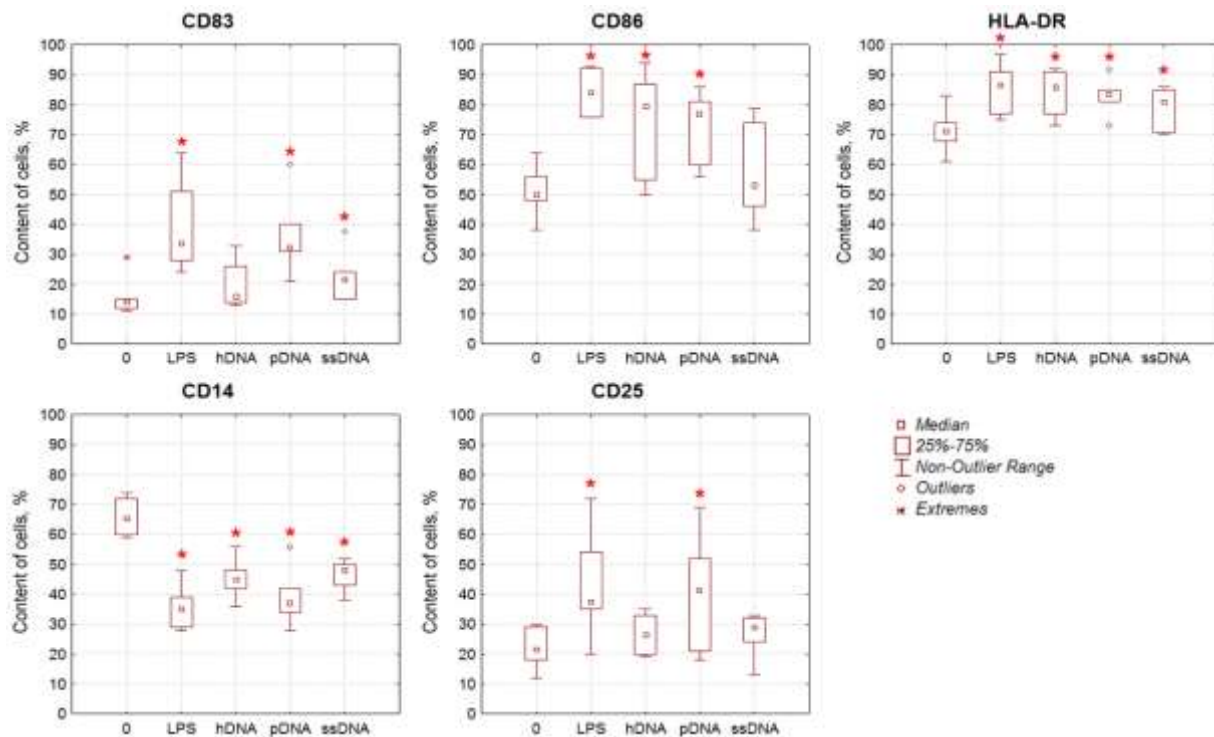 CD83
CD86
HLA-DR
Content of cells, %
100
90
80
70
60
50
40
30
20
10
0
0 LPS hDNA pDNA ssDNA
Content of cells, %
100
90
80
70
60
50
40
30
20
10
0
0 LPS hDNA pDNA ssDNA
Content of cells, %
100
90
80
70
60
50
40
30
20
10
0
0 LPS hDNA pDNA ssDNA
CD14
CD25
Content of cells, %
100
90
80
70
60
50
40
30
20
10
0
0 LPS hDNA pDNA ssDNA
Content of cells, %
100
90
80
70
60
50
40
30
20
10
0
0 LPS hDNA pDNA ssDNA
Median
25%-75%
Non-Outlier Range
Outliers
Extremes